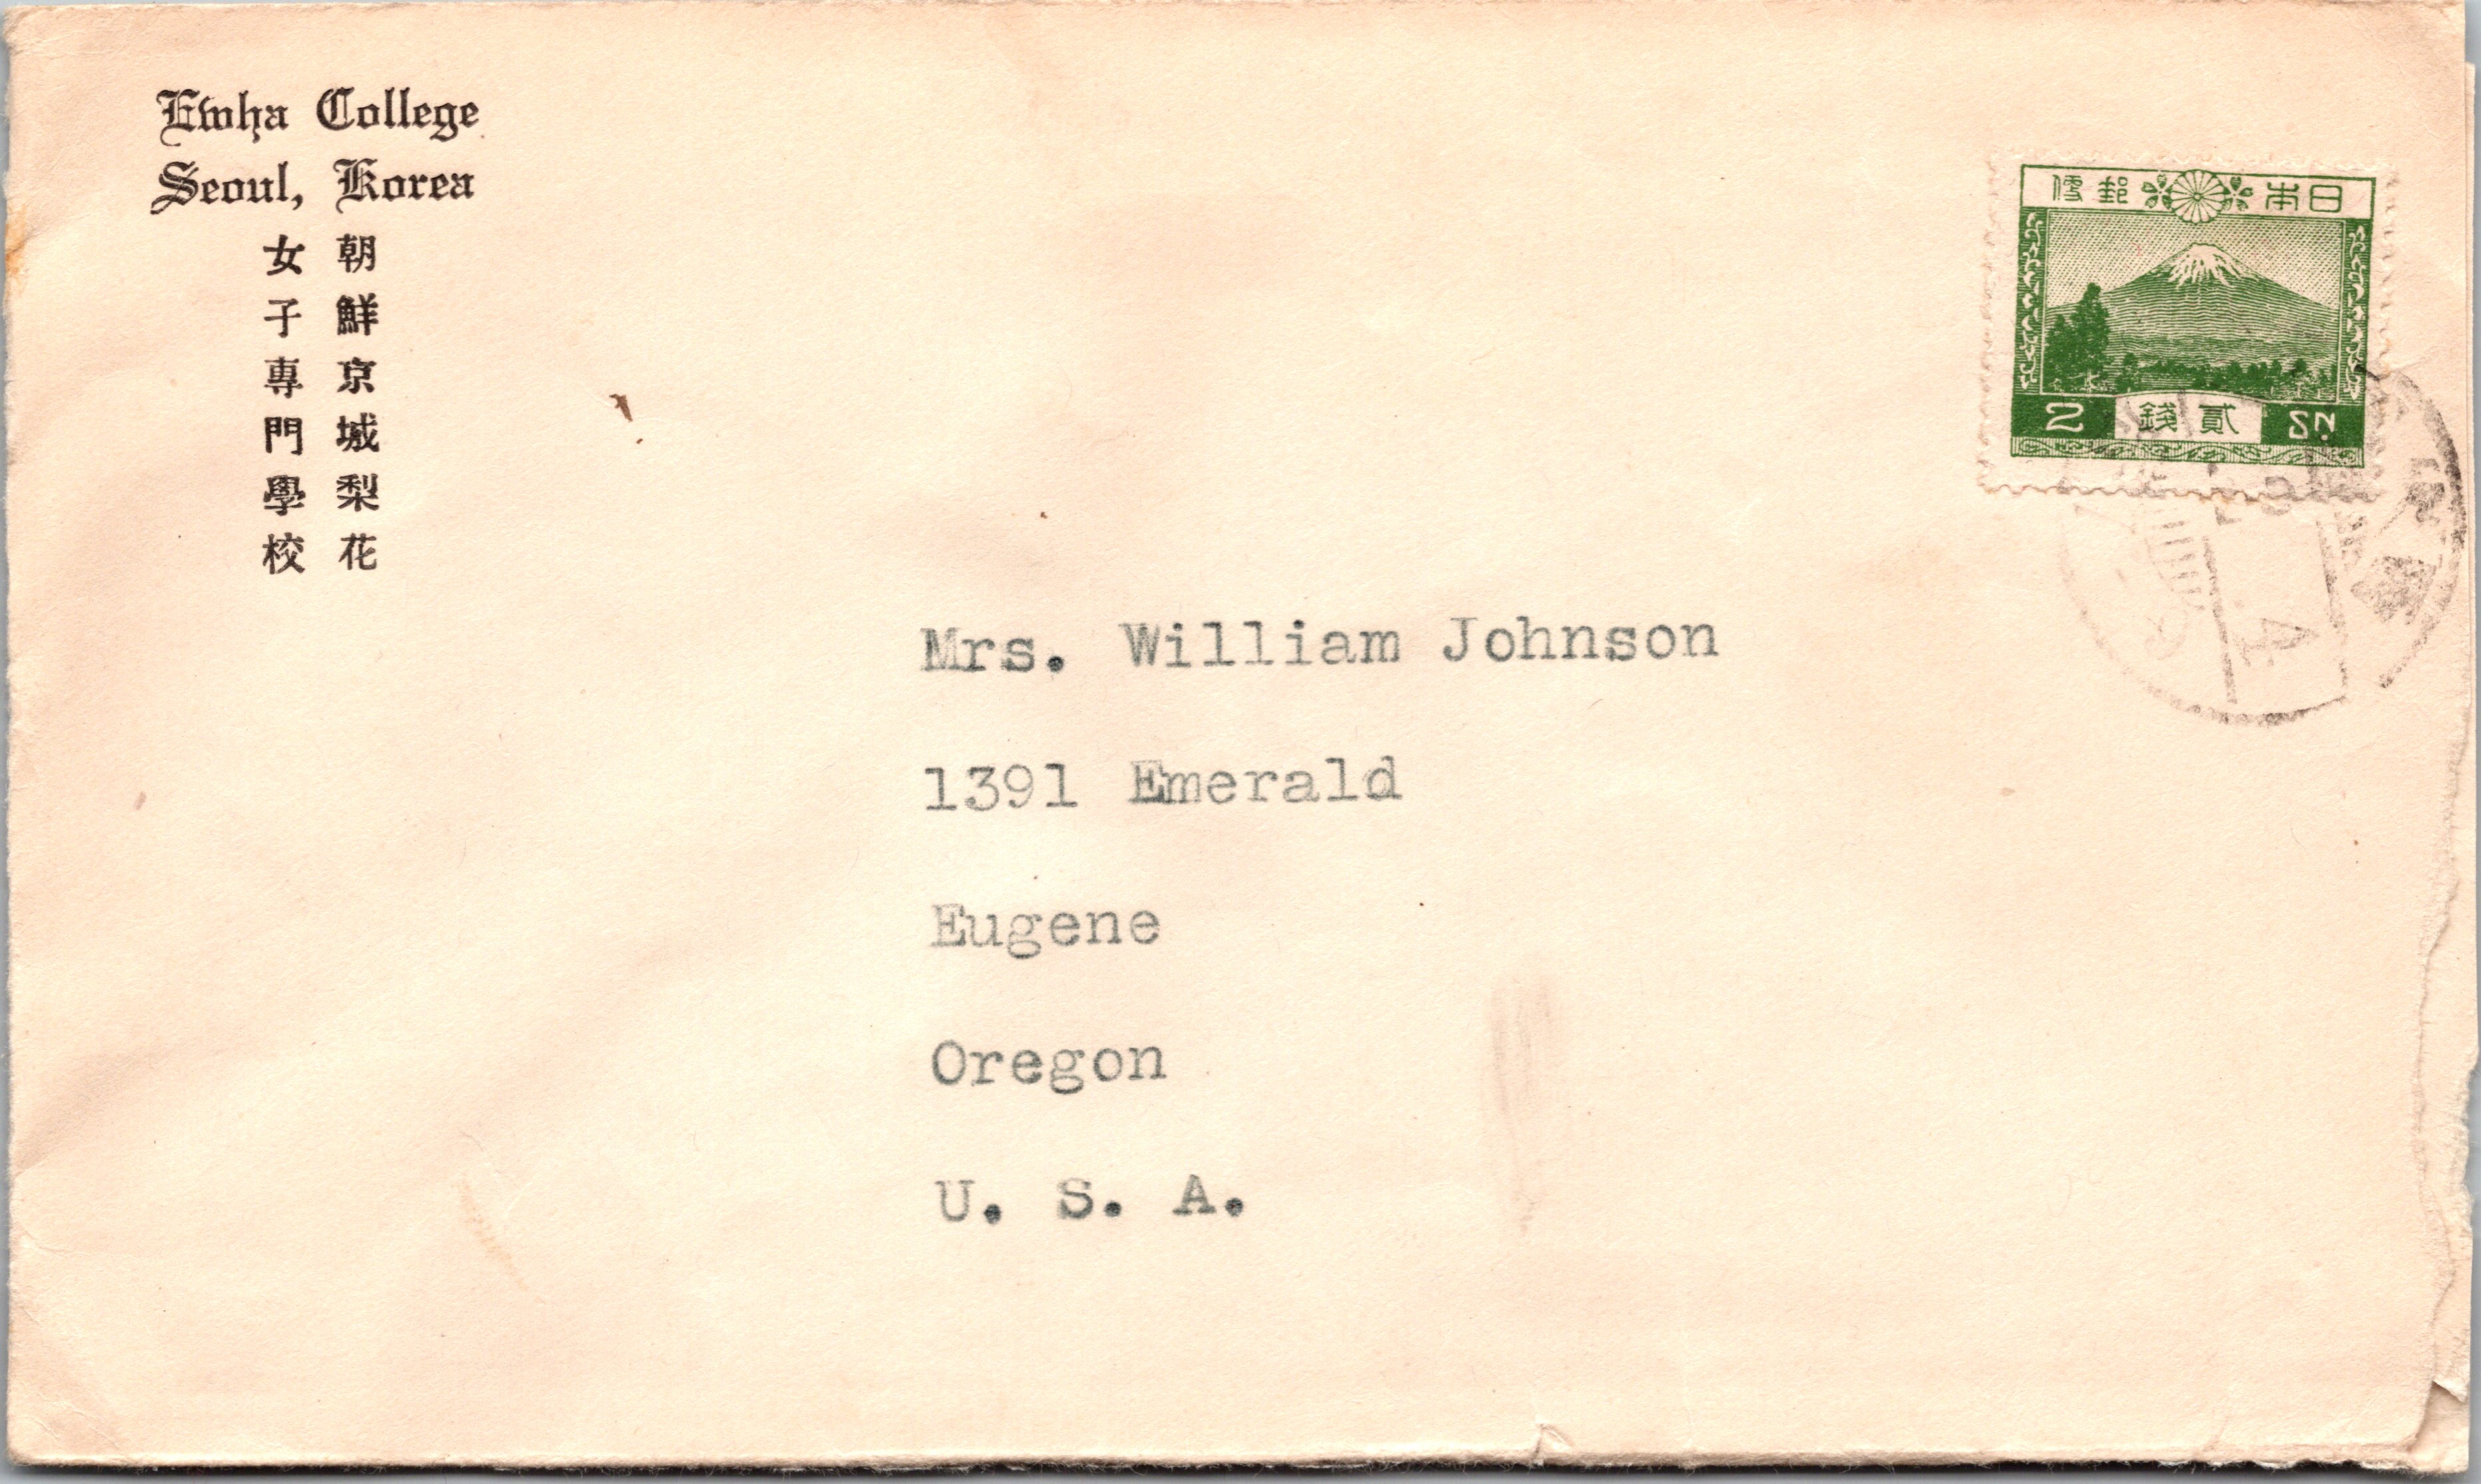 Ewha College
Seoul, Korea
朝鮮京城梨花
女子專門學校
日本郵便
2 貳錢 SN
Mrs. William Johnson
1391 Emerald
Eugene
Oregon
U. S. A.